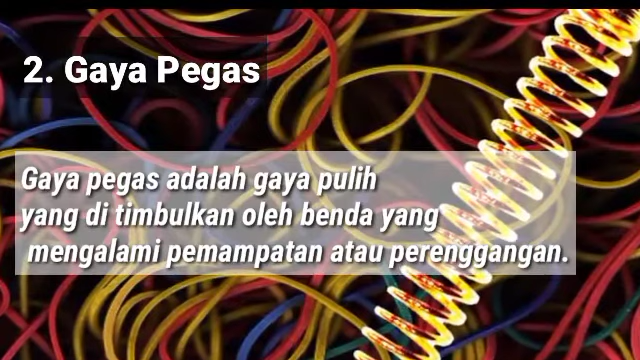 2. Gaya Pegas
Gaya pegas adalah gaya pulih
yang di timbulkan oleh benda yang
mengalami pemampatan atau perenggangan.